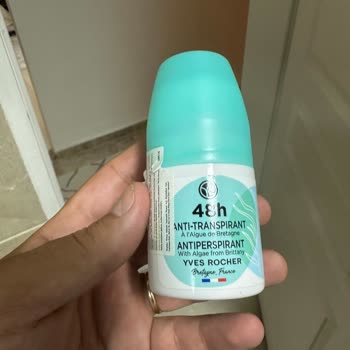 48h
ANTI-TRANSPIRANT
À l'Algue de Bretagne
ANTIPERSPIRANT
With Algae from Brittany
YVES ROCHER
Bretagne, France